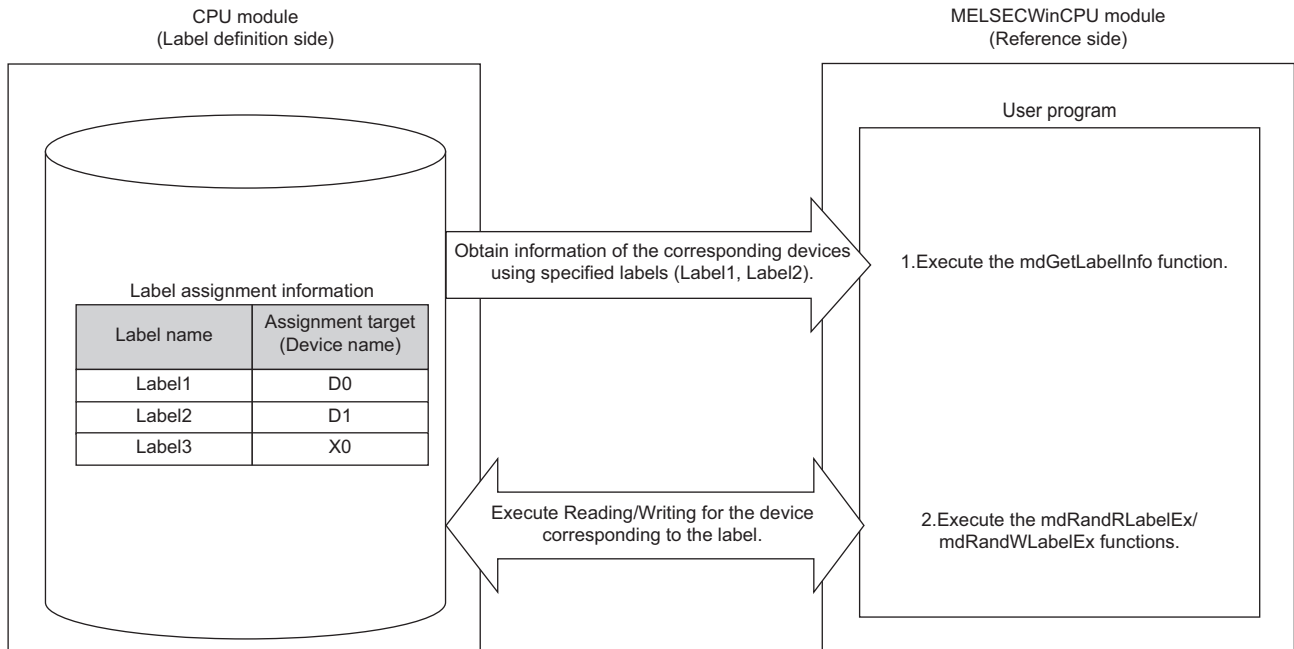 CPU module
(Label definition side)
MELSECWinCPU module
(Reference side)
User program
Obtain information of the corresponding devices
using specified labels (Label1, Label2).
1.Execute the mdGetLabelInfo function.
Label assignment information
Label name
Assignment target
(Device name)
Label1
D0
Label2
D1
Label3
X0
Execute Reading/Writing for the device
corresponding to the label.
2.Execute the mdRandRLabelEx/
mdRandWLabelEx functions.